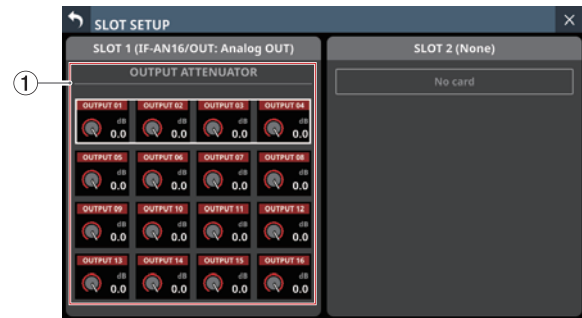 SLOT SETUP
SLOT 1 (IF-AN16/OUT: Analog OUT)
SLOT 2 (None)
1
OUTPUT ATTENUATOR
No card
OUTPUT 01 OUTPUT 02 OUTPUT 03 OUTPUT 04
dB dB dB dB
0.0 0.0 0.0 0.0
OUTPUT 05 OUTPUT 06 OUTPUT 07 OUTPUT 08
dB dB dB dB
0.0 0.0 0.0 0.0
OUTPUT 09 OUTPUT 10 OUTPUT 11 OUTPUT 12
dB dB dB dB
0.0 0.0 0.0 0.0
OUTPUT 13 OUTPUT 14 OUTPUT 15 OUTPUT 16
dB dB dB dB
0.0 0.0 0.0 0.0